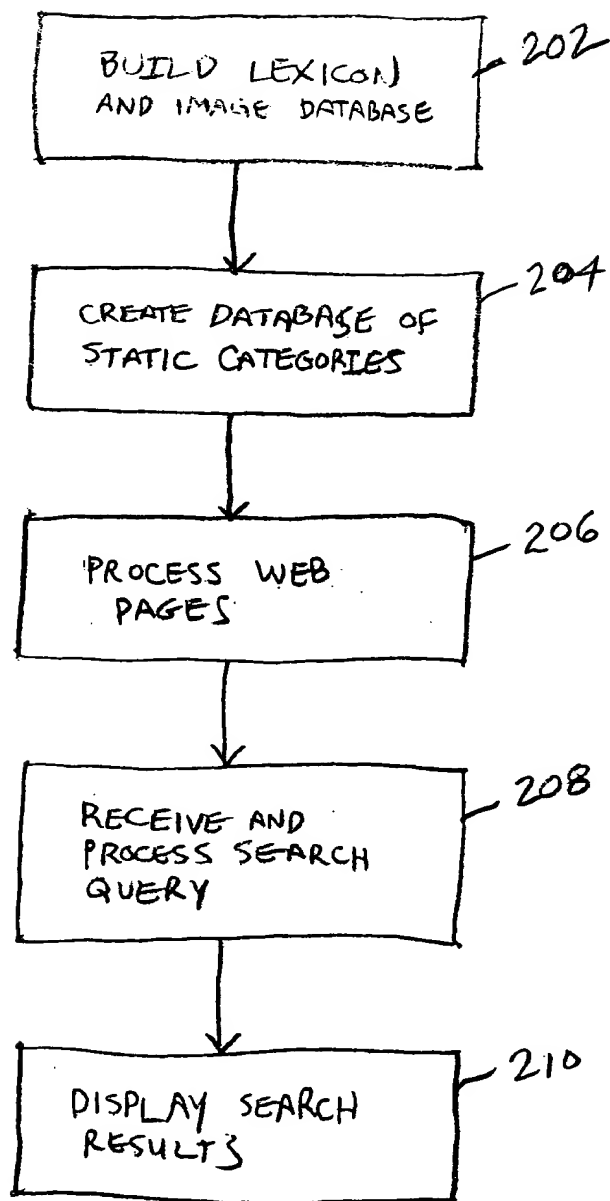 BUILD LEXICON
AND IMAGE DATABASE
202
CREATE DATABASE OF
STATIC CATEGORIES
204
PROCESS WEB
PAGES
206
RECEIVE AND
PROCESS SEARCH
QUERY
208
DISPLAY SEARCH
RESULTS
210